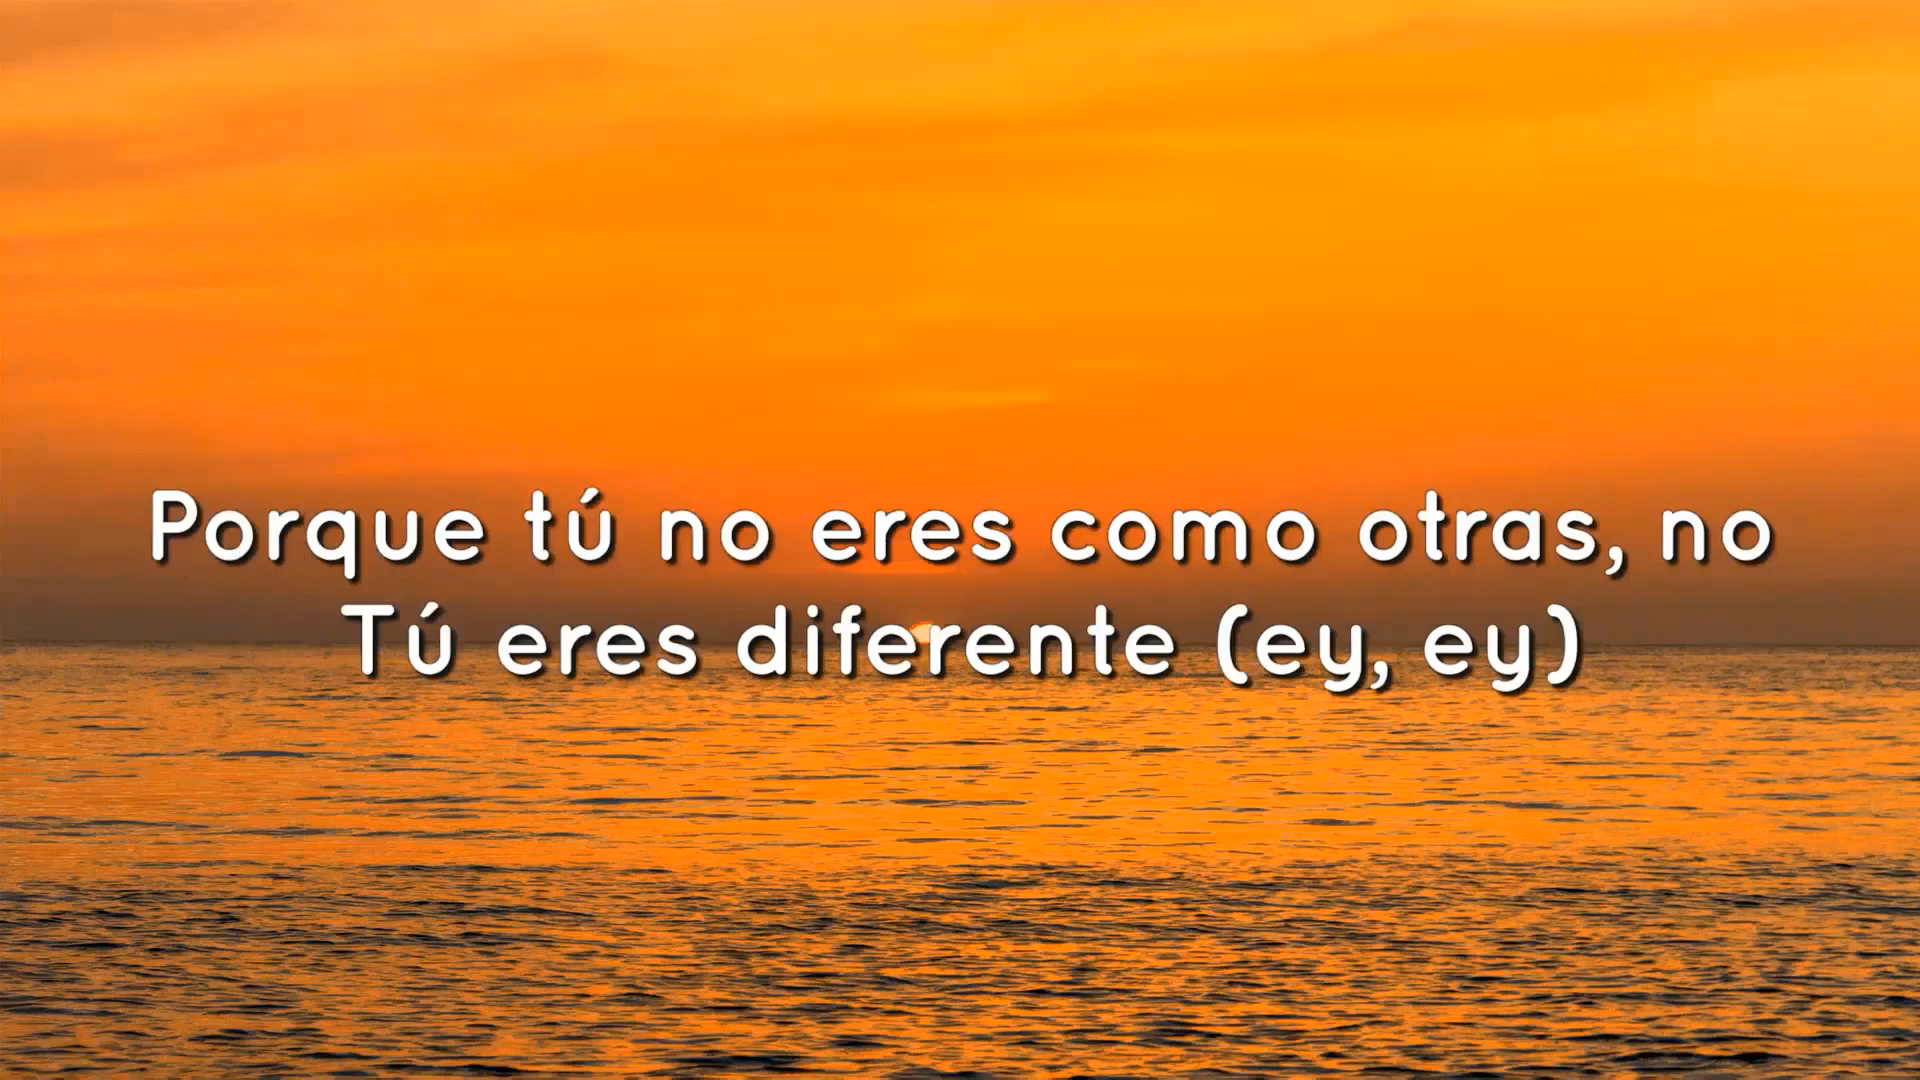 Porque tú no eres como otras, no
Tú eres diferente (ey, ey)